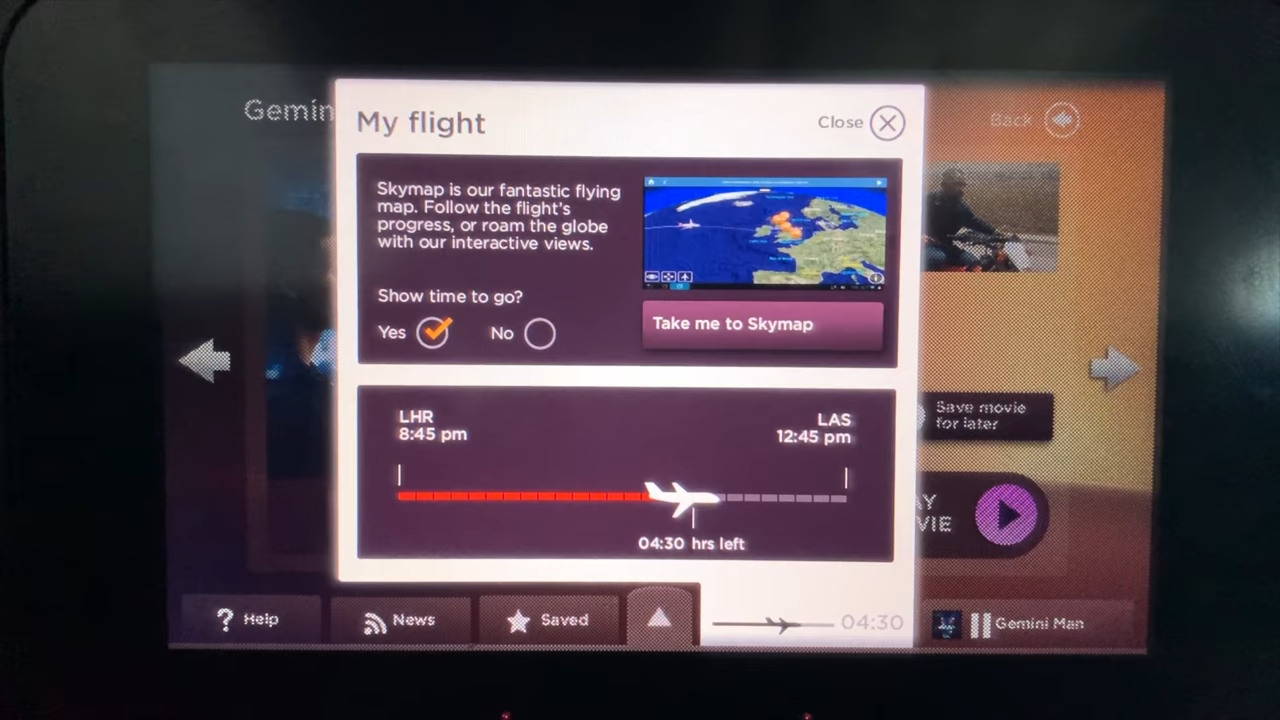 Gemin
My flight
Close
Back
Skymap is our fantastic flying
map. Follow the flight's
progress, or roam the globe
with our interactive views.
Show time to go?
Yes
No
Take me to Skymap
Save movie
for later
LHR
8:45 pm
LAS
12:45 pm
AY
VIE
04:30 hrs left
? Help
News
Saved
04:30
Gemini Man